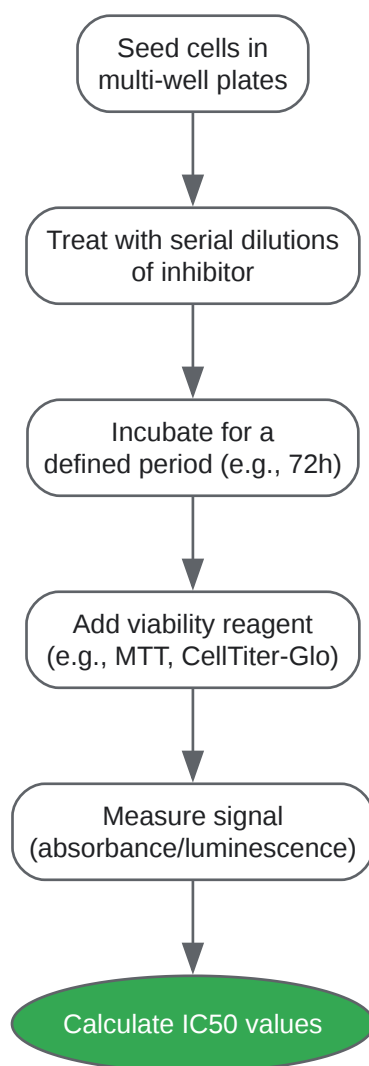 Seed cells in
multi-well plates
Treat with serial dilutions
of inhibitor
Incubate for a
defined period (e.g., 72h)
Add viability reagent
(e.g., MTT, CellTiter-Glo)
Measure signal
(absorbance/luminescence)
Calculate IC50 values